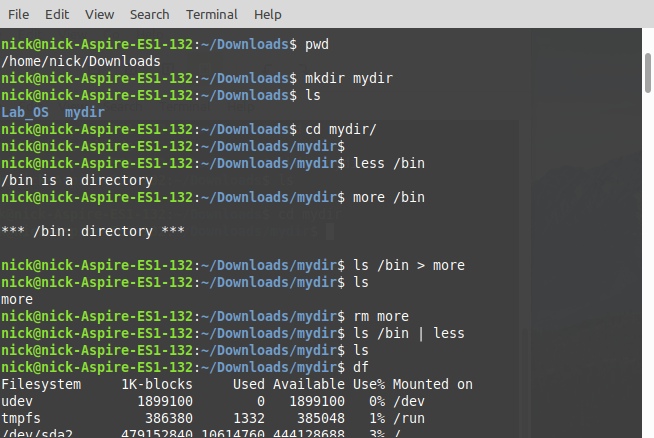 File Edit View Search Terminal Help
nick@nick-Aspire-ES1-132:~/Downloads$ pwd
/home/nick/Downloads
nick@nick-Aspire-ES1-132:~/Downloads$ mkdir mydir
nick@nick-Aspire-ES1-132:~/Downloads$ ls
Lab_OS  mydir
nick@nick-Aspire-ES1-132:~/Downloads$ cd mydir/
nick@nick-Aspire-ES1-132:~/Downloads/mydir$
nick@nick-Aspire-ES1-132:~/Downloads/mydir$ less /bin
/bin is a directory
nick@nick-Aspire-ES1-132:~/Downloads/mydir$ more /bin
*** /bin: directory ***
nick@nick-Aspire-ES1-132:~/Downloads/mydir$ ls /bin > more
nick@nick-Aspire-ES1-132:~/Downloads/mydir$ ls
more
nick@nick-Aspire-ES1-132:~/Downloads/mydir$ rm more
nick@nick-Aspire-ES1-132:~/Downloads/mydir$ ls /bin | less
nick@nick-Aspire-ES1-132:~/Downloads/mydir$ ls
nick@nick-Aspire-ES1-132:~/Downloads/mydir$ df
Filesystem     1K-blocks     Used Available Use% Mounted on
udev             1899100        0   1899100   0% /dev
tmpfs             386380     1332    385048   1% /run
/dev/sda2      479152840 10614760 444128688   3% /